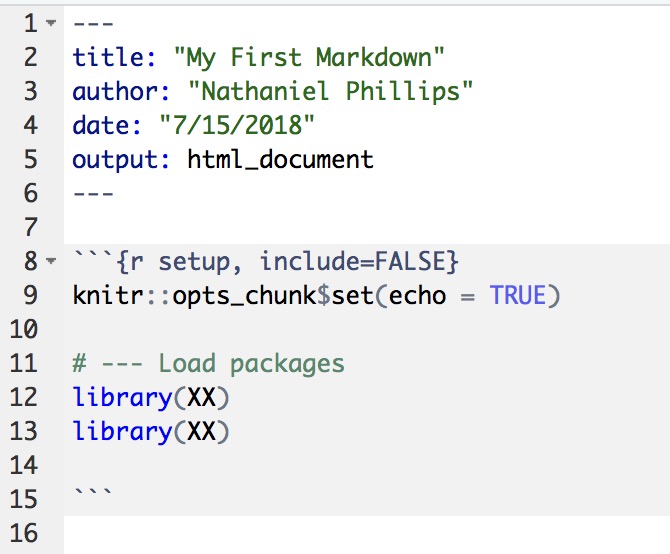 1 ---
2 title: "My First Markdown"
3 author: "Nathaniel Phillips"
4 date: "7/15/2018"
5 output: html_document
6 ---
7
8 ```{r setup, include=FALSE}
9 knitr::opts_chunk$set(echo = TRUE)
10
11 # --- Load packages
12 library(XX)
13 library(XX)
14
15 ```
16